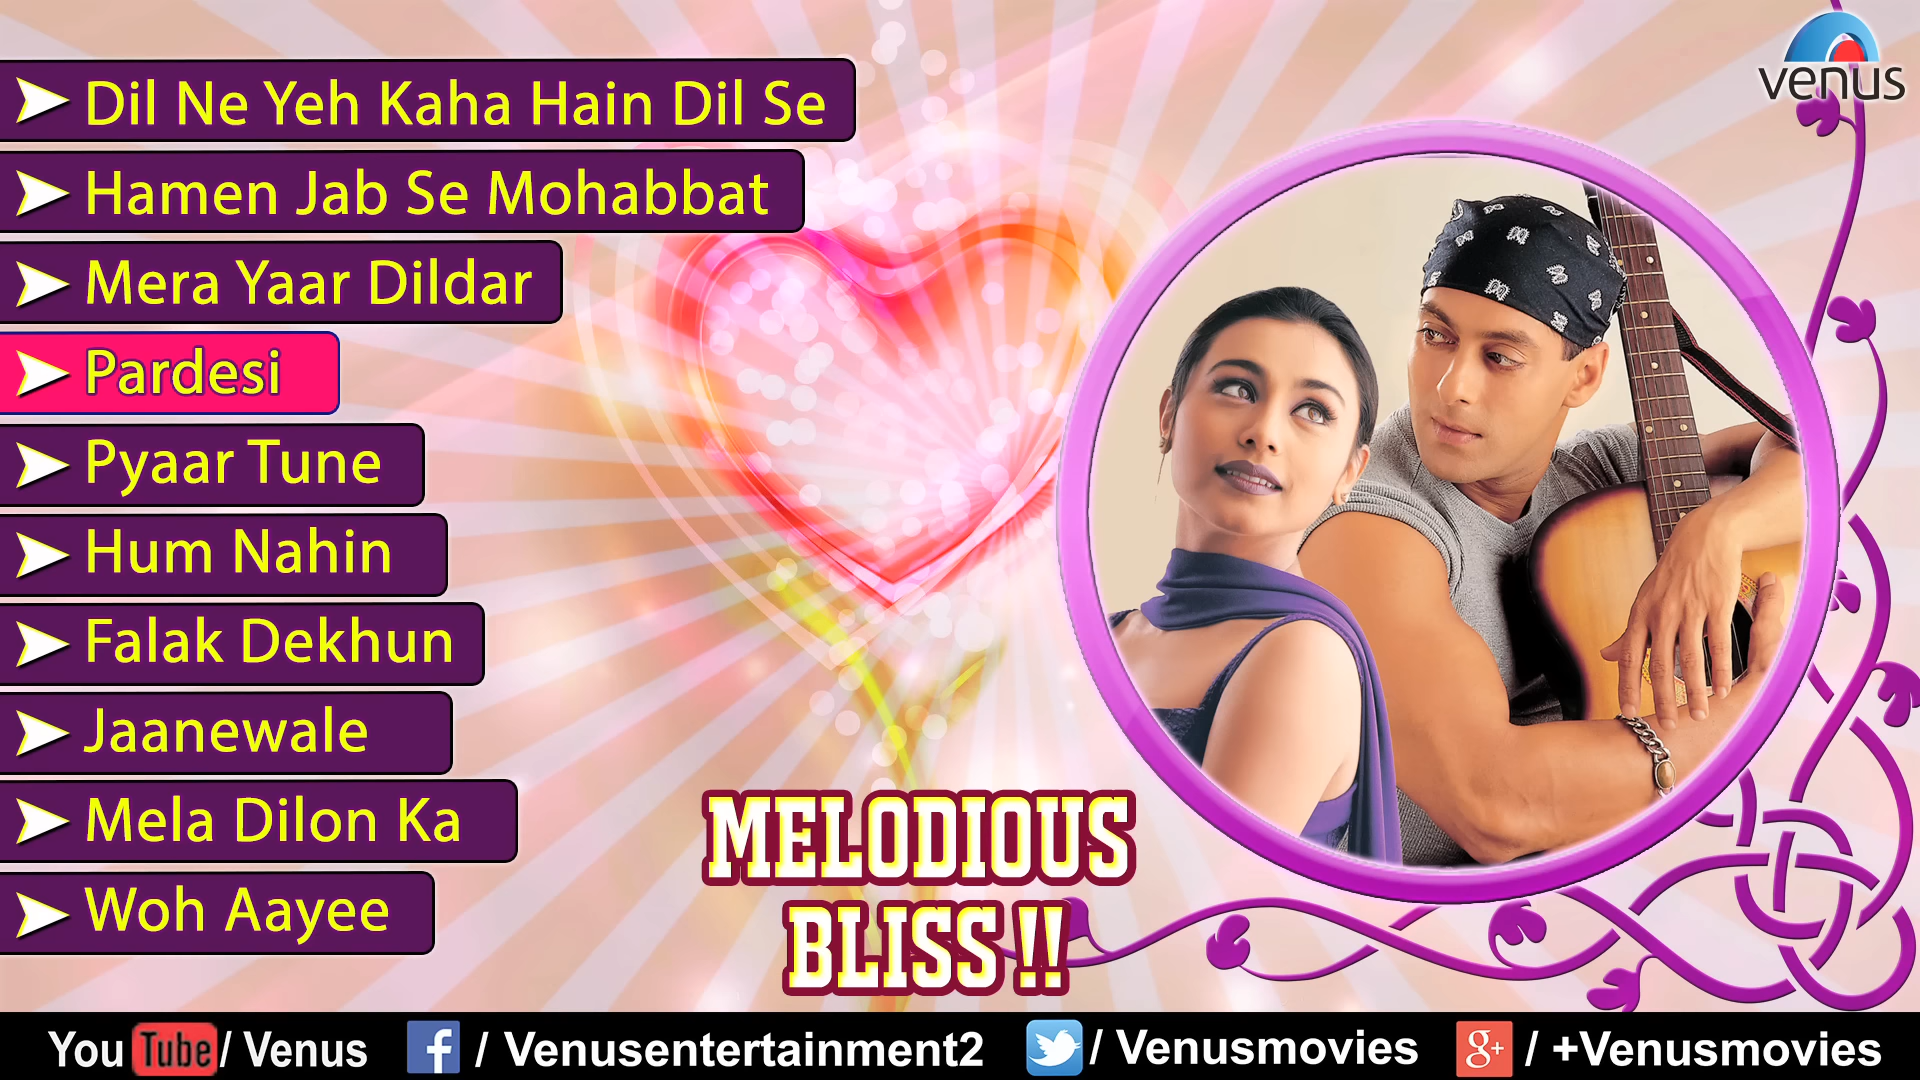 venus
Dil Ne Yeh Kaha Hain Dil Se
Hamen Jab Se Mohabbat
Mera Yaar Dildar
Pardesi
Pyaar Tune
Hum Nahin
Falak Dekhun
Jaanewale
Mela Dilon Ka
Woh Aayee
MELODIOUS
BLISS !!
You Tube / Venus f / Venusentertainment2 / Venusmovies g+ / +Venusmovies